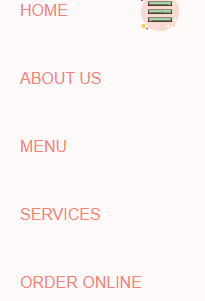 HOME
ABOUT US
MENU
SERVICES
ORDER ONLINE